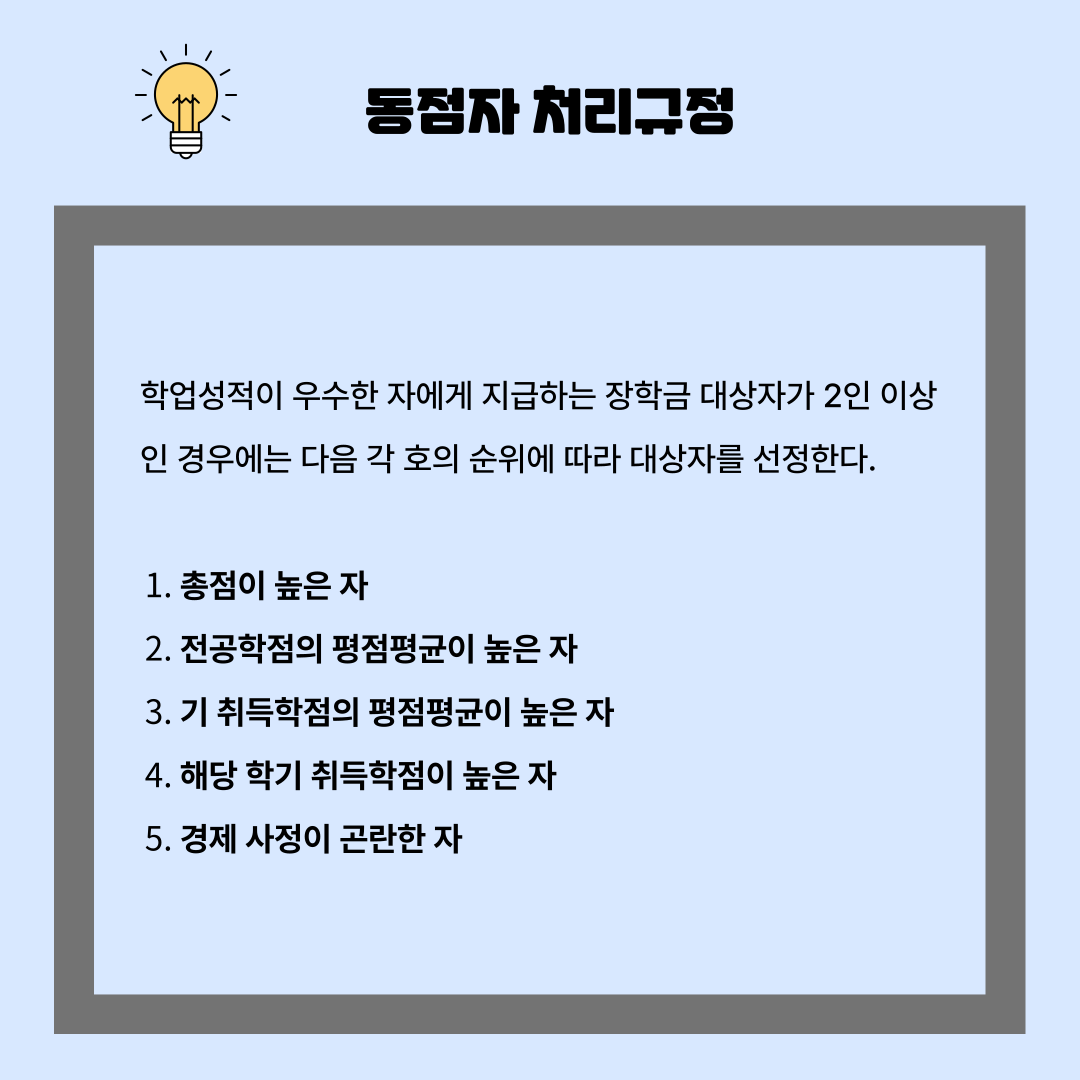 동점자 처리규정
학업성적이 우수한 자에게 지급하는 장학금 대상자가 2인 이상
인 경우에는 다음 각 호의 순위에 따라 대상자를 선정한다.
1. 총점이 높은 자
2. 전공학점의 평점평균이 높은 자
3. 기 취득학점의 평점평균이 높은 자
4. 해당 학기 취득학점이 높은 자
5. 경제 사정이 곤란한 자